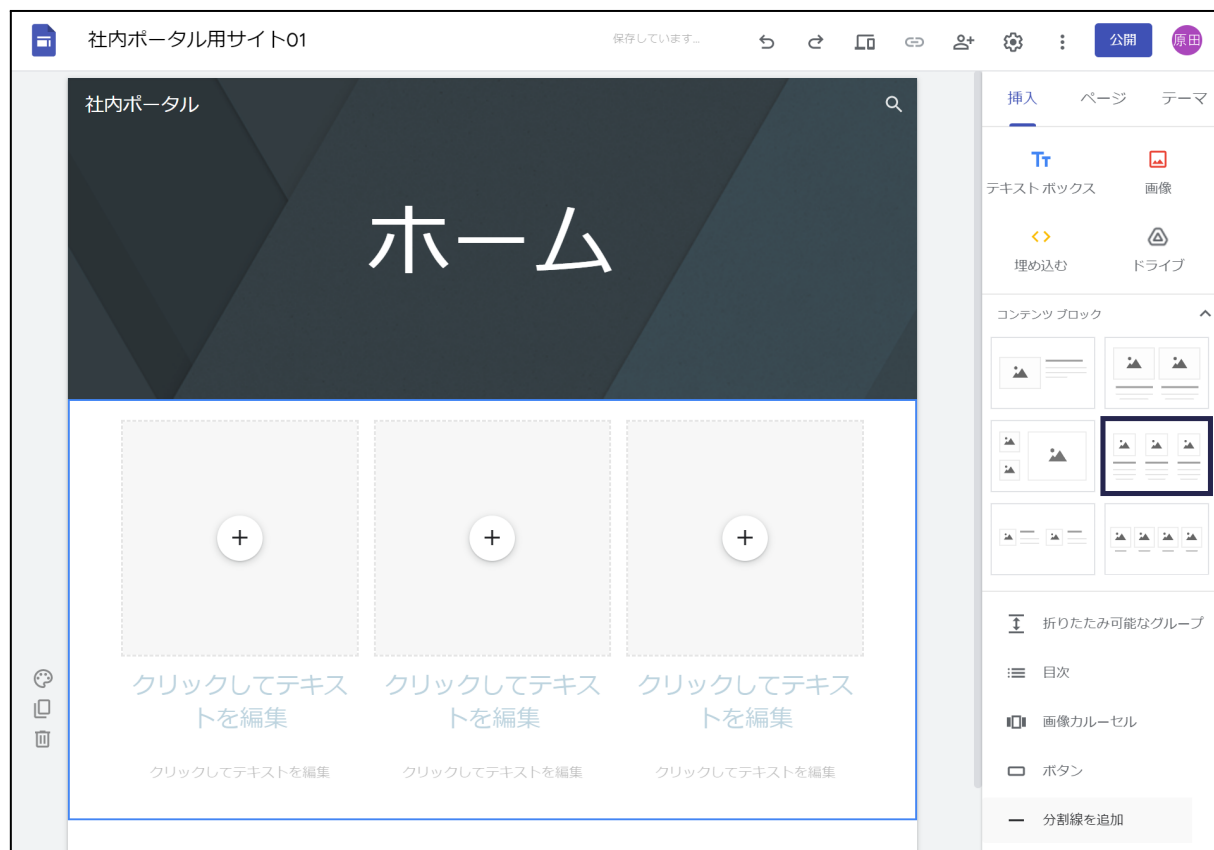 社内ポータル用サイト01
保存しています...
公開
原田
社内ポータル
ホーム
クリックしてテキス
トを編集
クリックしてテキストを編集
クリックしてテキス
トを編集
クリックしてテキストを編集
クリックしてテキス
トを編集
クリックしてテキストを編集
挿入
ページ
テーマ
Tт
テキスト ボックス
画像
埋め込む
ドライブ
コンテンツ ブロック
折りたたみ可能なグループ
目次
画像カルーセル
ボタン
分割線を追加